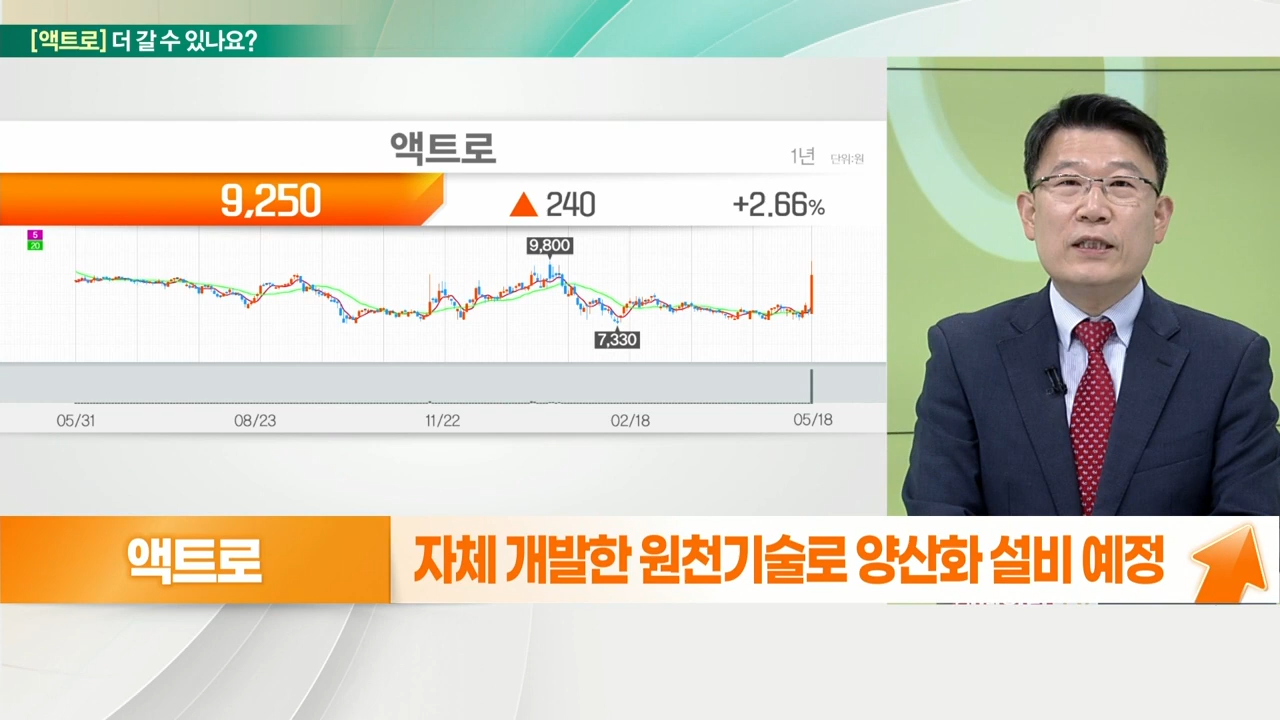 [액트로] 더 갈 수 있나요?
액트로
1년 단위:원
9,250 ▲ 240 +2.66%
5
20
9,800
7,330
05/31 08/23 11/22 02/18 05/18
액트로
자체 개발한 원천기술로 양산화 설비 예정